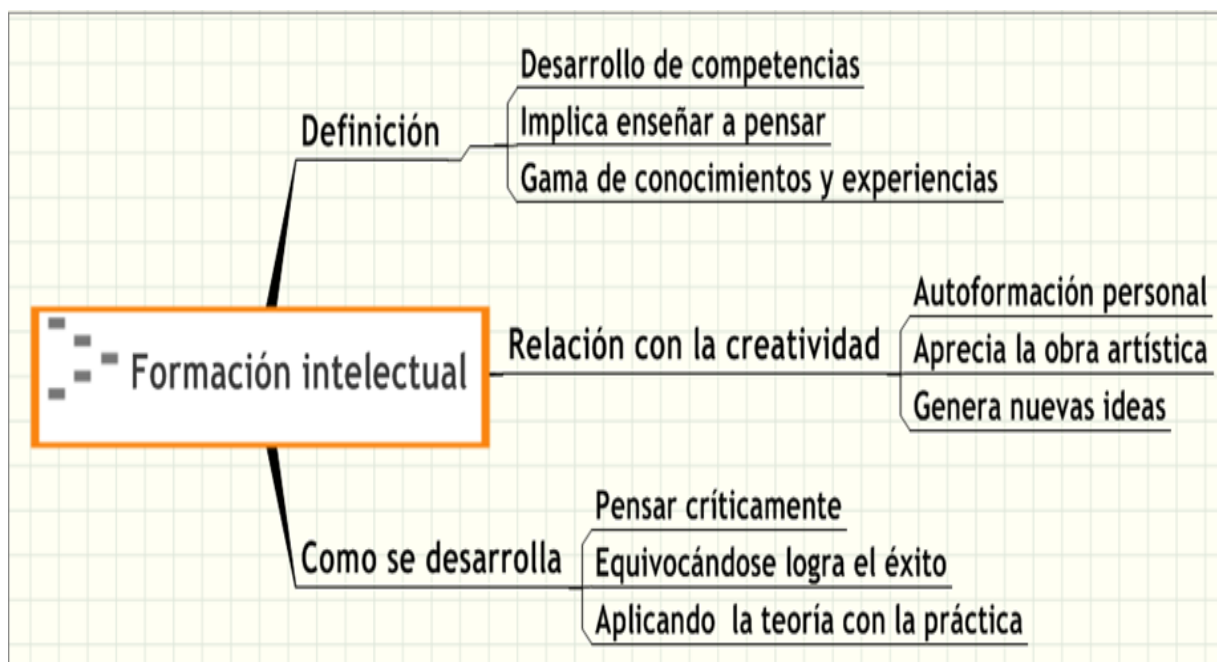 Definición
Desarrollo de competencias
Implica enseñar a pensar
Gama de conocimientos y experiencias
Formación intelectual
Relación con la creatividad
Autoformación personal
Aprecia la obra artística
Genera nuevas ideas
Como se desarrolla
Pensar críticamente
Equivocándose logra el éxito
Aplicando la teoría con la práctica